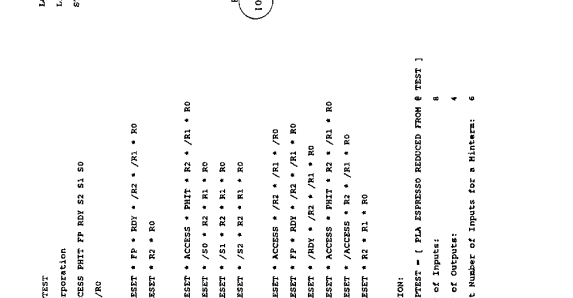 TEST
rporation
CESS PHIT FP RDY S2 S1 S0
/R0
ESET * FP * RDY * /R2 * /R1 * R0
ESET * R2 * R0
ESET * ACCESS * PHIT * R2 * /R1 * R0
ESET * /S0 * R2 * R1 * R0
ESET * /S1 * R2 * R1 * R0
ESET * /S2 * R2 * R1 * R0
ESET * ACCESS * /R2 * /R1 * /R0
ESET * FP * RDY * /R2 * /R1 * R0
ESET * /RDY * /R2 * /R1 * R0
ESET * ACCESS * PHIT * R2 * /R1 * R0
ESET * /ACCESS * R2 * /R1 * R0
ESET * R2 * R1 * R0
ION:
PTEST = [ PLA ESPRESSO REDUCED FROM @ TEST ]
of Inputs: 8
of Outputs: 4
t Number of Inputs for a Minterm: 6